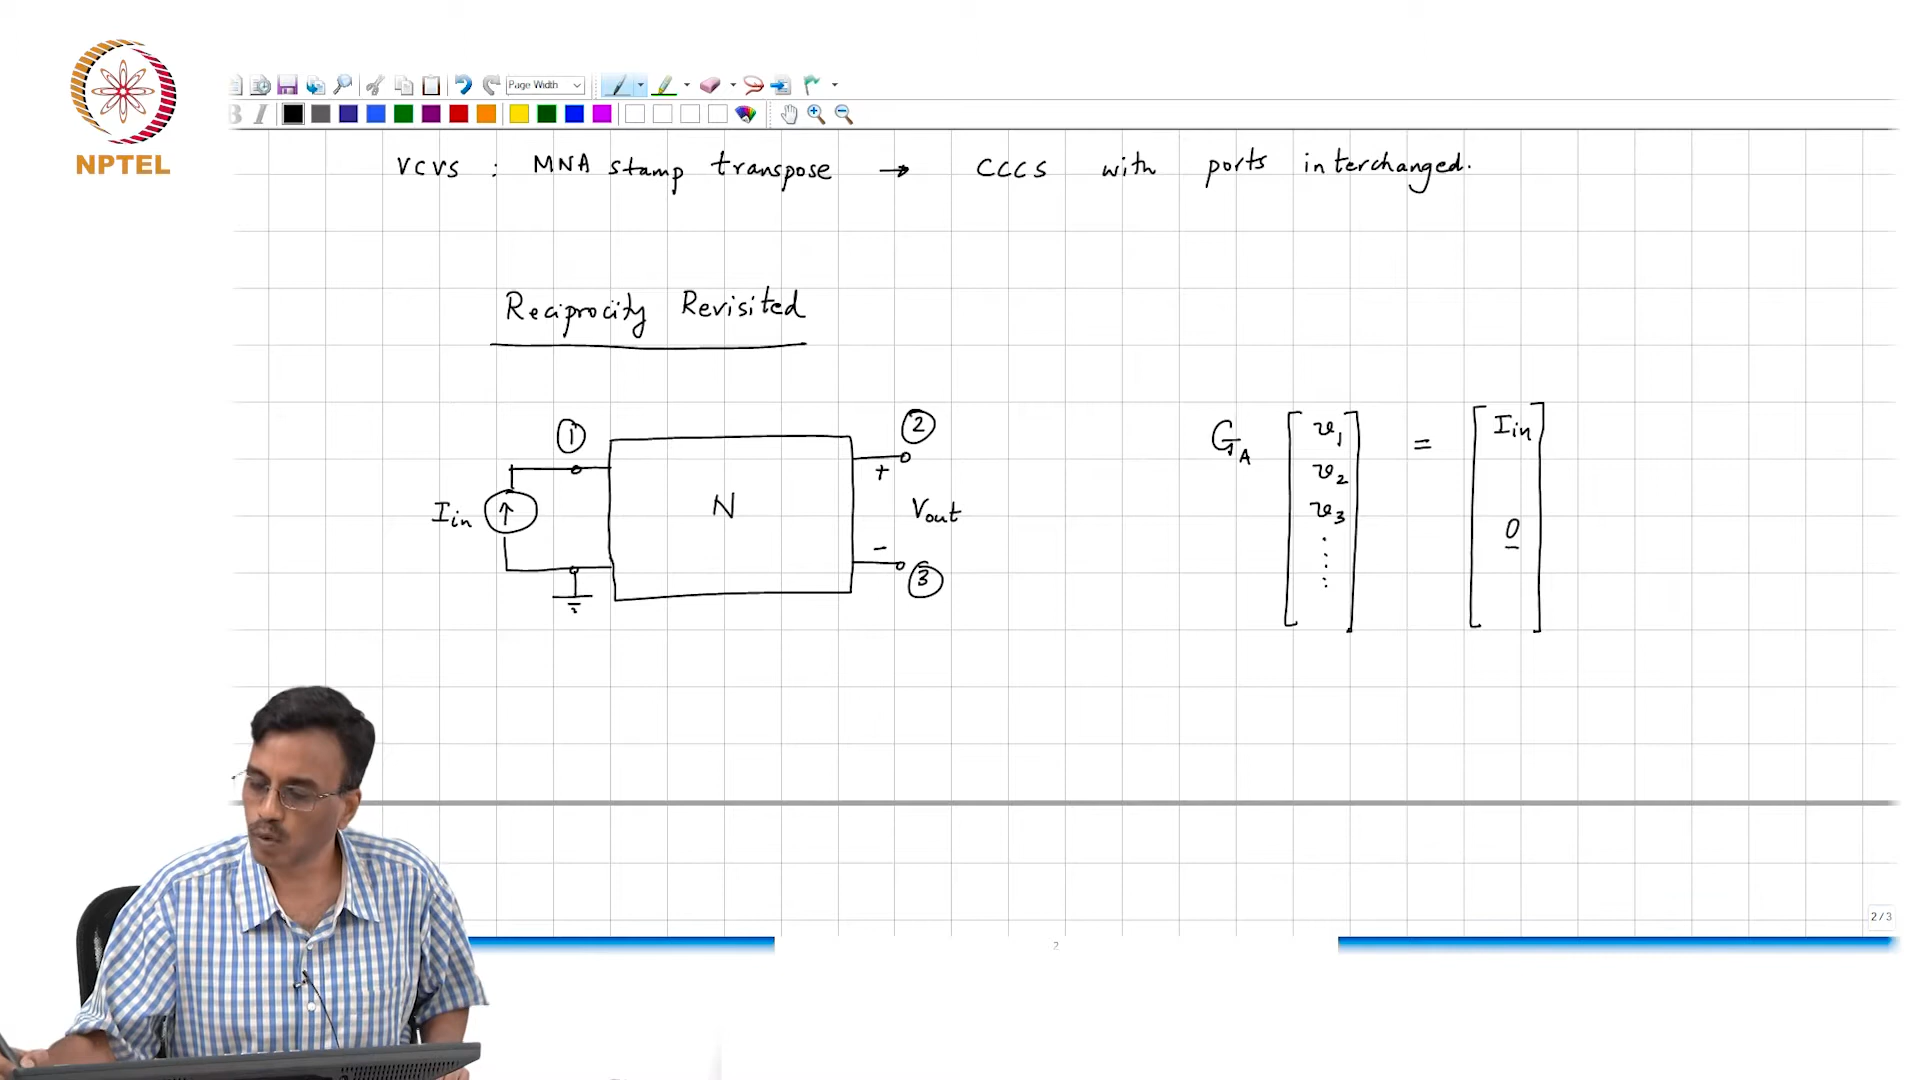 NPTEL
Page Width
B I
VCVS : MNA stamp transpose → CCCS with ports interchanged.
Reciprocity Revisited
1
2
Iin
N
+
Vout
-
3
GA
v1
v2
v3
=
Iin
0
2/3
2